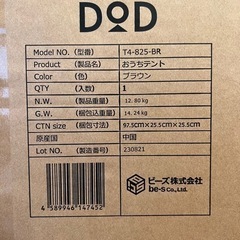 DOD
MODEL NO. (型番) T4-825-BR
Product (製品名) おうちテント
Color (色) ブラウン
QTY (入数) 1
N.W. (製品重量) 12.80kg
G.W. (梱包込重量) 14.24kg
CTN size (梱包寸法) 97.5cm×25.5cm×25.5cm
原産国 中国
LOT No. (製造番号) 230821
4 589946 147452
ビーズ株式会社
be-s Co.,Ltd.